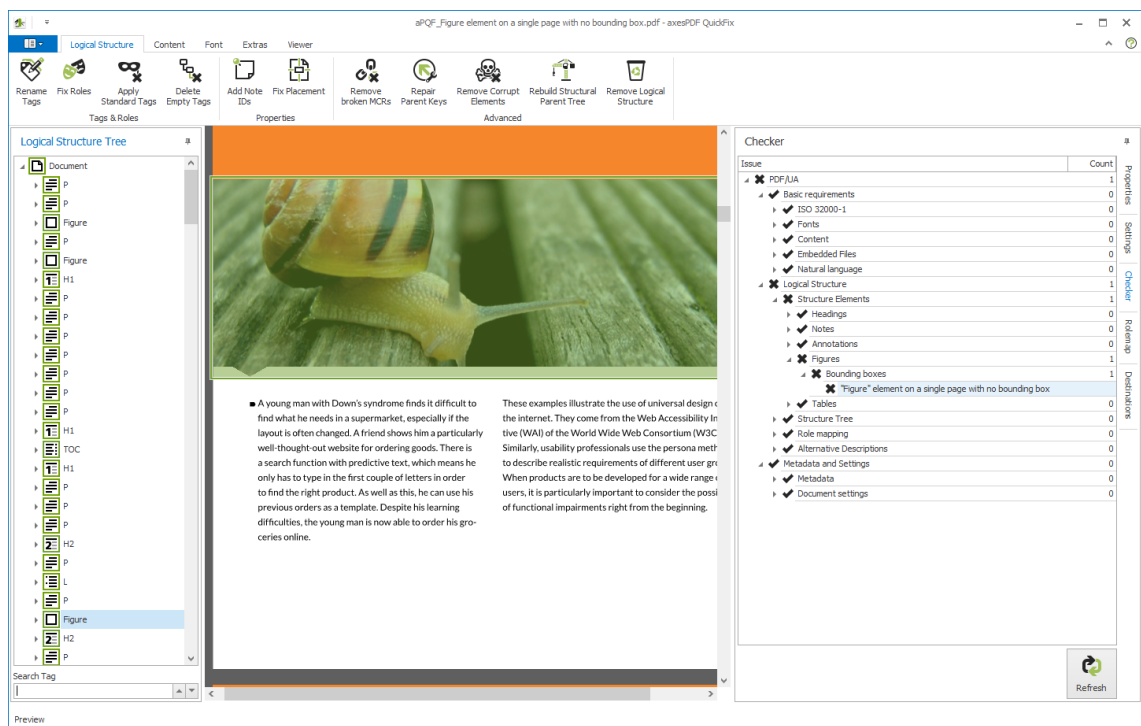 aPQF_Figure element on a single page with no bounding box.pdf - axesPDF QuickFix
Logical Structure Content Font Extras Viewer
Rename Tags
Fix Roles
Apply Standard Tags
Delete Empty Tags
Add Note IDs
Fix Placement
Remove broken MCRs
Repair Parent Keys
Remove Corrupt Elements
Rebuild Structural Parent Tree
Remove Logical Structure
Tags & Roles
Properties
Advanced
Logical Structure Tree
Document
P
P
Figure
P
Figure
1 H1
P
P
P
P
P
P
P
1 H1
TOC
1 H1
P
P
P
2 H2
P
L
P
Figure
2 H2
P
Search Tag
Preview
A young man with Down's syndrome finds it difficult to
find what he needs in a supermarket, especially if the
layout is often changed. A friend shows him a particularly
well-thought-out website for ordering goods. There is
a search function with predictive text, which means he
only has to type in the first couple of letters in order
to find the right product. As well as this, he can use his
previous orders as a template. Despite his learning
difficulties, the young man is now able to order his gro-
ceries online.
These examples illustrate the use of universal design
the internet. They come from the Web Accessibility In
tive (WAI) of the World Wide Web Consortium (W3C
Similarly, usability professionals use the persona meth
to describe realistic requirements of different user gro
When products are to be developed for a wide range
users, it is particularly important to consider the possi
of functional impairments right from the beginning.
Checker
Issue Count
PDF/UA 1
Basic requirements 0
ISO 32000-1 0
Fonts 0
Content 0
Embedded Files 0
Natural language 0
Logical Structure 1
Structure Elements 1
Headings 0
Notes 0
Annotations 0
Figures 1
Bounding boxes 1
"Figure" element on a single page with no bounding box
Tables 0
Structure Tree 0
Role mapping 0
Alternative Descriptions 0
Metadata and Settings 0
Metadata 0
Document settings 0
Refresh
Properties
Settings
Checker
Rolemap
Destinations